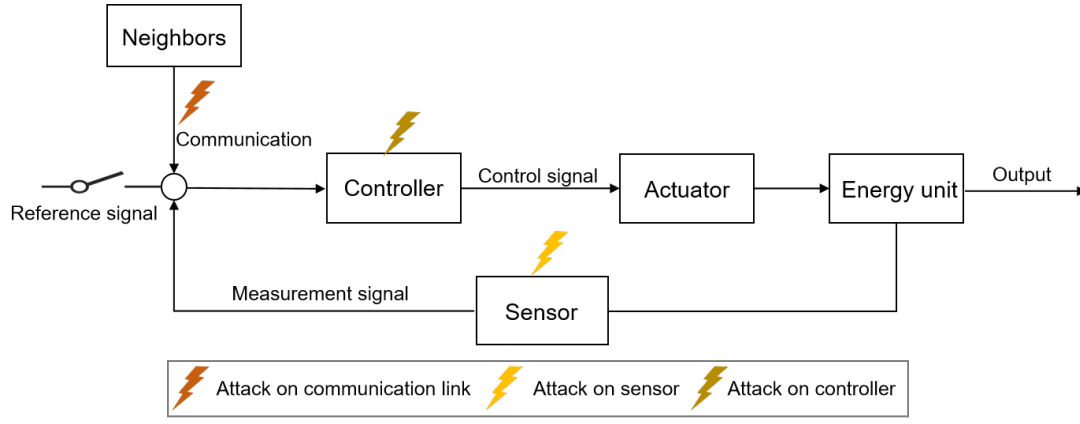 Neighbors
Communication
Controller
Control signal
Actuator
Energy unit
Output
Reference signal
Measurement signal
Sensor
Attack on communication link
Attack on sensor
Attack on controller